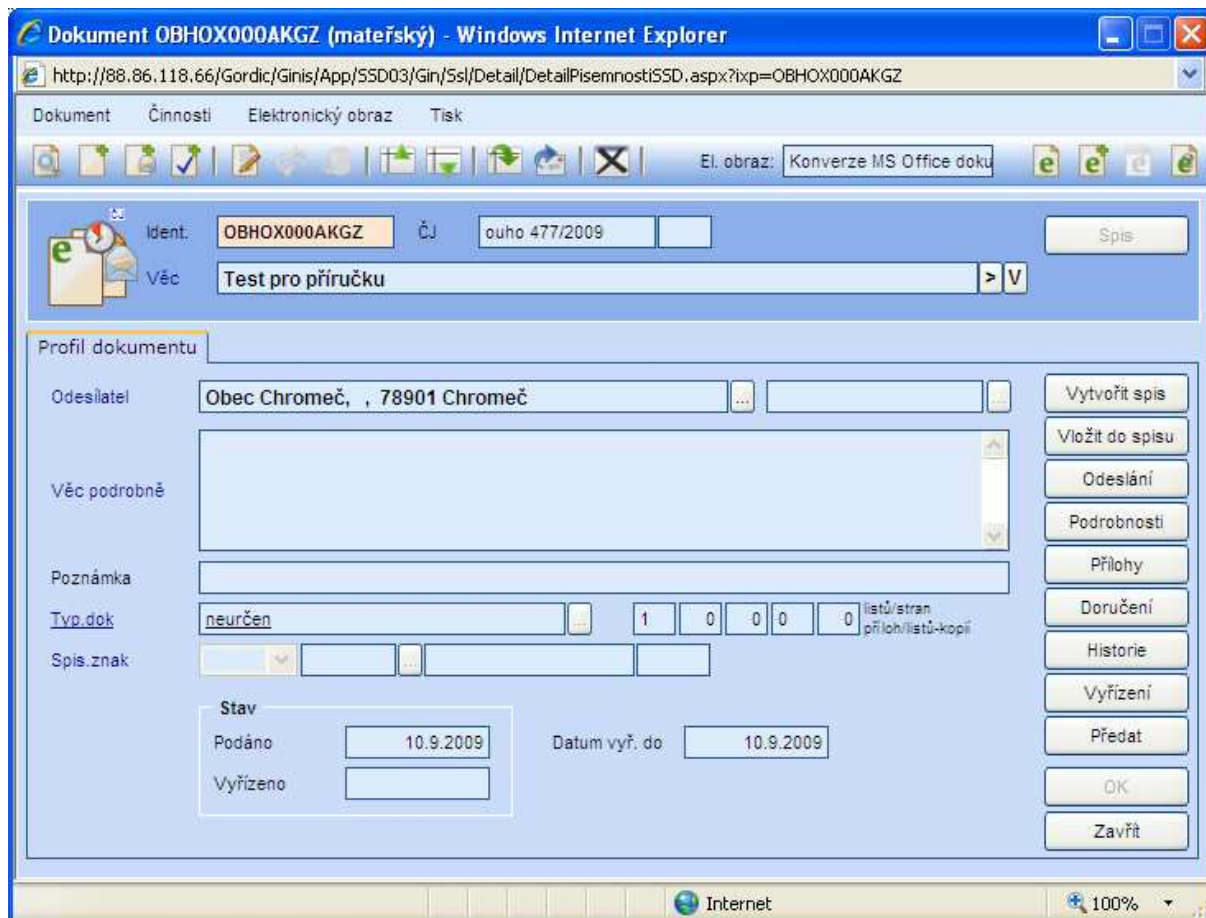 Dokument OBHOX000AKGZ (mateřský) - Windows Internet Explorer
http://88.86.118.66/Gordic/Ginis/App/SSD03/Gin/Ssl/Detail/DetailPisemnostiSSD.aspx?ixp=OBHOX000AKGZ
Dokument Činnosti Elektronický obraz Tisk
El. obraz: Konverze MS Office doku
čj
Ident. OBHOX000AKGZ ČJ ouho 477/2009 Spis
Věc Test pro příručku > V
Profil dokumentu
Odesílatel Obec Chromeč, , 78901 Chromeč ... ... Vytvořit spis
Vložit do spisu
Věc podrobně Odeslání
Podrobnosti
Poznámka Přílohy
Typ.dok neurčen ... 1 0 0 0 0 listů/stran Doručení
příloh/listů-kopií
Spis.znak ... Historie
Stav Vyřízení
Podáno 10.9.2009 Datum vyř. do 10.9.2009 Předat
Vyřízeno OK
Zavřít
Internet 100%